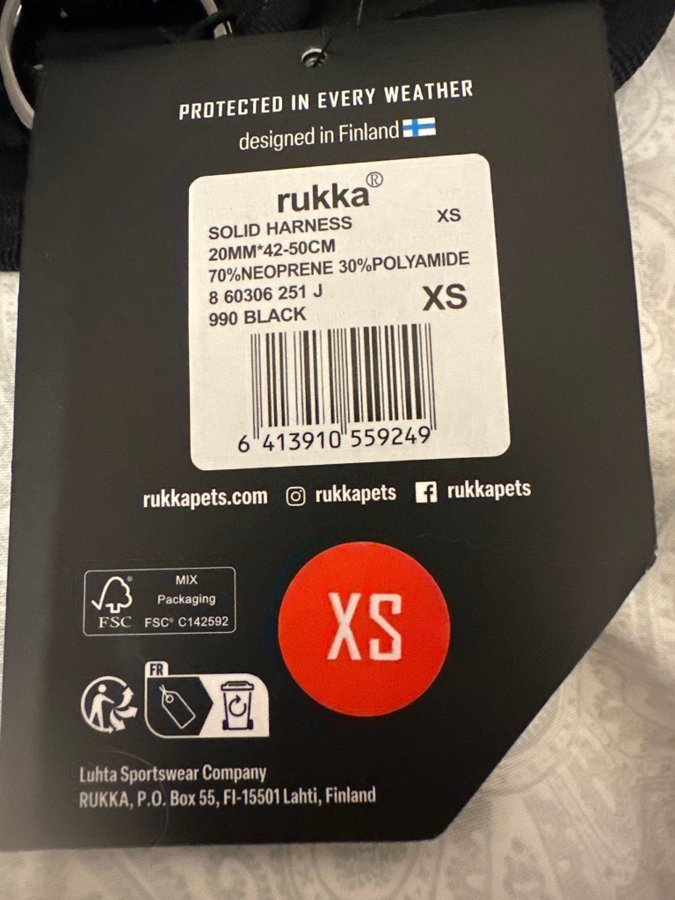 PROTECTED IN EVERY WEATHER
designed in Finland
rukka®
SOLID HARNESS XS
20MM*42-50CM
70%NEOPRENE 30%POLYAMIDE
8 60306 251 J XS
990 BLACK
6 413910 559249
rukkapets.com rukkapets rukkapets
MIX
Packaging
FSC® C142592
FSC
XS
FR
Luhta Sportswear Company
RUKKA, P.O. Box 55, FI-15501 Lahti, Finland